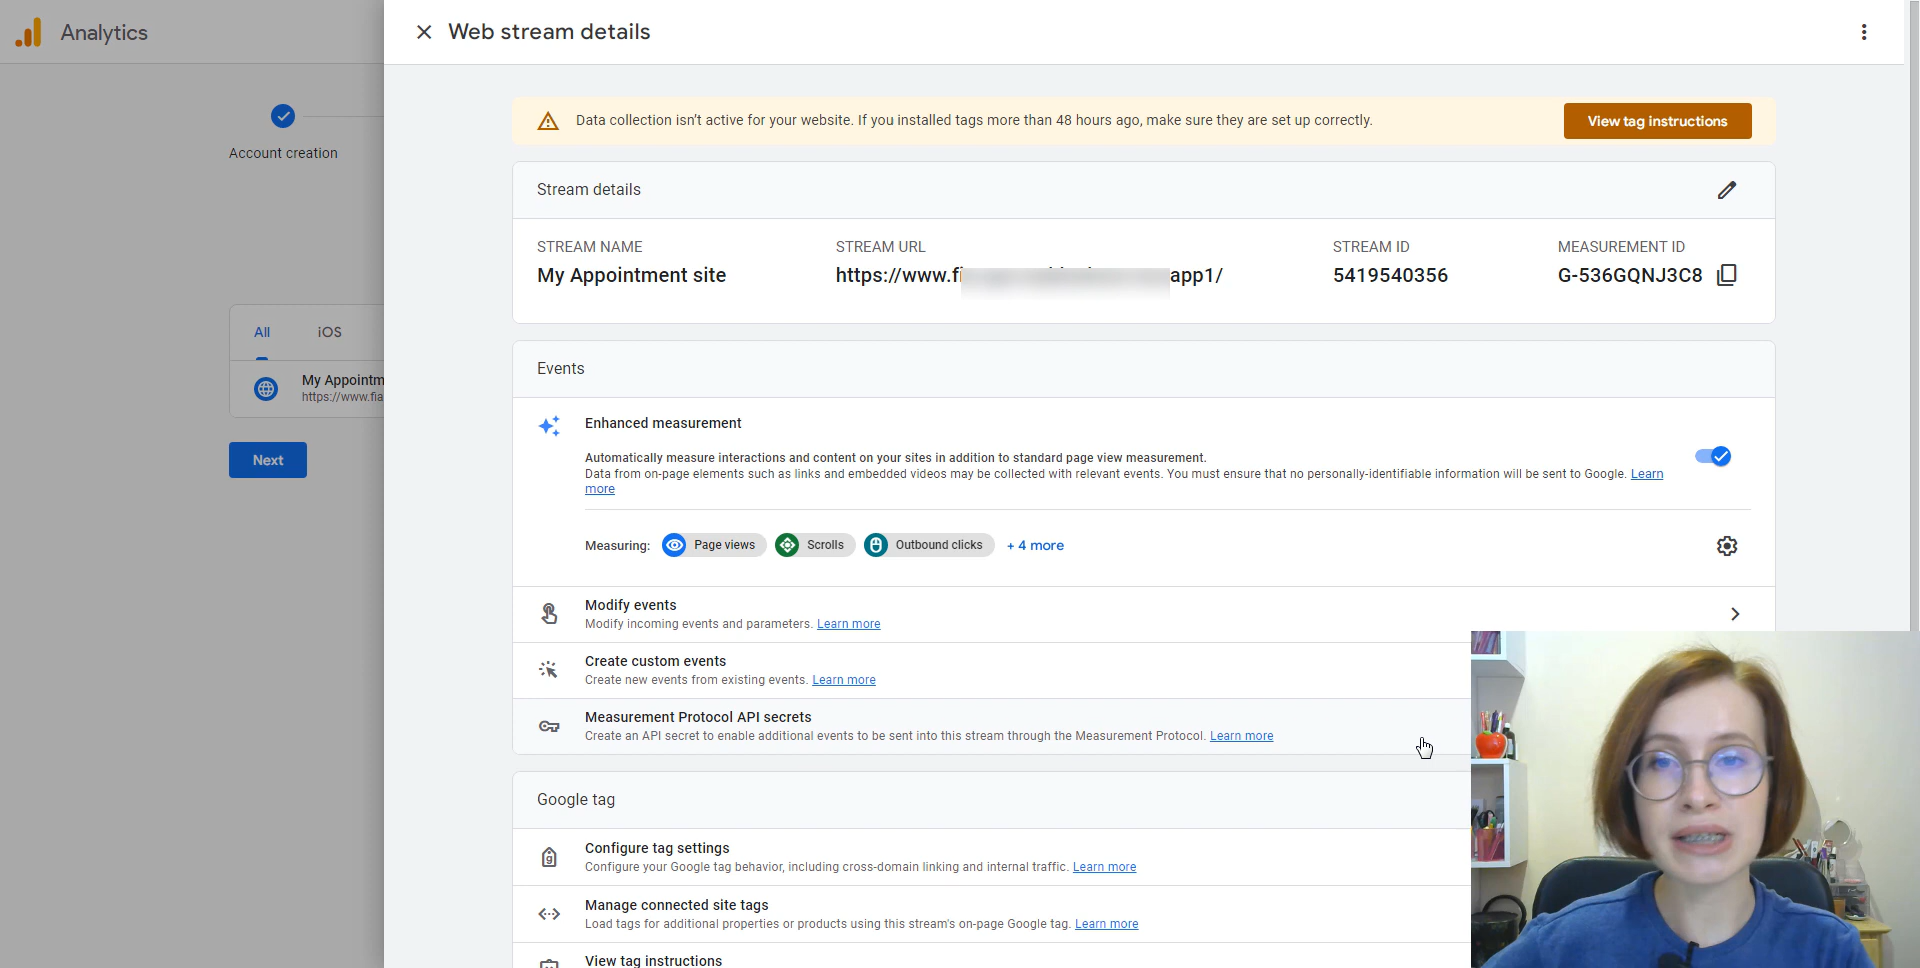 Analytics
Account creation
All
iOS
My Appointm
https://www.fia
Next
Web stream details
Data collection isn't active for your website. If you installed tags more than 48 hours ago, make sure they are set up correctly.
View tag instructions
Stream details
STREAM NAME
My Appointment site
STREAM URL
https://www.fi app1/
STREAM ID
5419540356
MEASUREMENT ID
G-536GQNJ3C8
Events
Enhanced measurement
Automatically measure interactions and content on your sites in addition to standard page view measurement.
Data from on-page elements such as links and embedded videos may be collected with relevant events. You must ensure that no personally-identifiable information will be sent to Google. Learn
more
Measuring: Page views Scrolls Outbound clicks + 4 more
Modify events
Modify incoming events and parameters. Learn more
Create custom events
Create new events from existing events. Learn more
Measurement Protocol API secrets
Create an API secret to enable additional events to be sent into this stream through the Measurement Protocol. Learn more
Google tag
Configure tag settings
Configure your Google tag behavior, including cross-domain linking and internal traffic. Learn more
Manage connected site tags
Load tags for additional properties or products using this stream's on-page Google tag. Learn more
View tag instructions